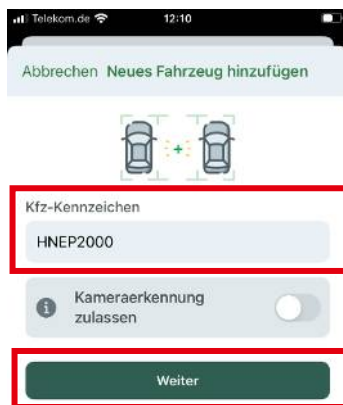 Telekom.de 12:10
Abbrechen Neues Fahrzeug hinzufügen
Kfz-Kennzeichen
HNEP2000
Kameraerkennung
zulassen
Weiter